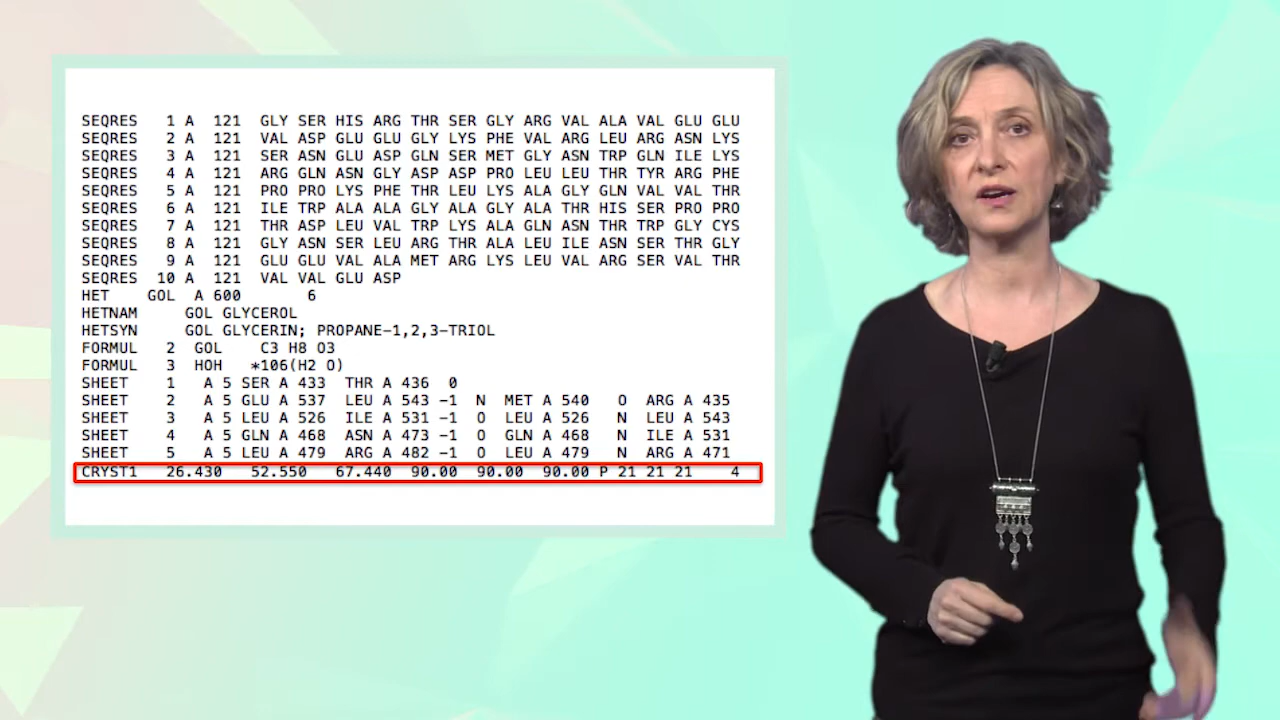 SEQRES   1 A  121  GLY SER HIS ARG THR SER GLY ARG VAL ALA VAL GLU GLU
SEQRES   2 A  121  VAL ASP GLU GLU GLY LYS PHE VAL ARG LEU ARG ASN LYS
SEQRES   3 A  121  SER ASN GLU ASP GLN SER MET GLY ASN TRP GLN ILE LYS
SEQRES   4 A  121  ARG GLN ASN GLY ASP ASP PRO LEU LEU THR TYR ARG PHE
SEQRES   5 A  121  PRO PRO LYS PHE THR LEU LYS ALA GLY GLN VAL VAL THR
SEQRES   6 A  121  ILE TRP ALA ALA GLY ALA GLY ALA THR HIS SER PRO PRO
SEQRES   7 A  121  THR ASP LEU VAL TRP LYS ALA GLN ASN THR TRP GLY CYS
SEQRES   8 A  121  GLY ASN SER LEU ARG THR ALA LEU ILE ASN SER THR GLY
SEQRES   9 A  121  GLU GLU VAL ALA MET ARG LYS LEU VAL ARG SER VAL THR
SEQRES  10 A  121  VAL VAL GLU ASP
HET    GOL  A 600       6
HETNAM     GOL GLYCEROL
HETSYN     GOL GLYCERIN; PROPANE-1,2,3-TRIOL
FORMUL   2  GOL    C3 H8 O3
FORMUL   3  HOH   *106(H2 O)
SHEET    1   A 5 SER A 433  THR A 436  0
SHEET    2   A 5 GLU A 537  LEU A 543 -1  N  MET A 540   O  ARG A 435
SHEET    3   A 5 LEU A 526  ILE A 531 -1  O  LEU A 526   N  LEU A 543
SHEET    4   A 5 GLN A 468  ASN A 473 -1  O  GLN A 468   N  ILE A 531
SHEET    5   A 5 LEU A 479  ARG A 482 -1  O  LEU A 479   N  ARG A 471
CRYST1   26.430   52.550   67.440  90.00  90.00  90.00 P 21 21 21    4